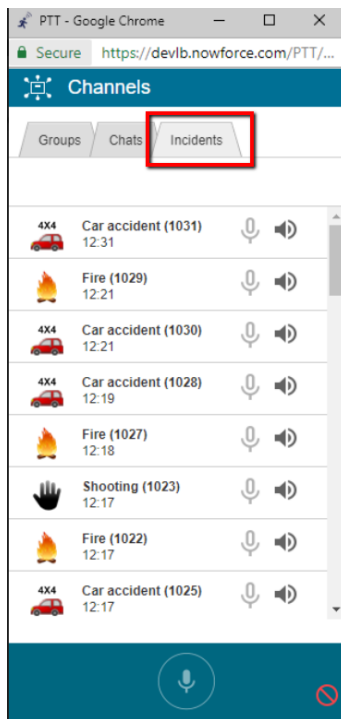 PTT - Google Chrome
Secure https://devlb.nowforce.com/PTT/...
Channels
Groups Chats Incidents
4X4 Car accident (1031)
12:31
Fire (1029)
12:21
4X4 Car accident (1030)
12:21
4X4 Car accident (1028)
12:19
Fire (1027)
12:18
Shooting (1023)
12:17
Fire (1022)
12:17
4X4 Car accident (1025)
12:17